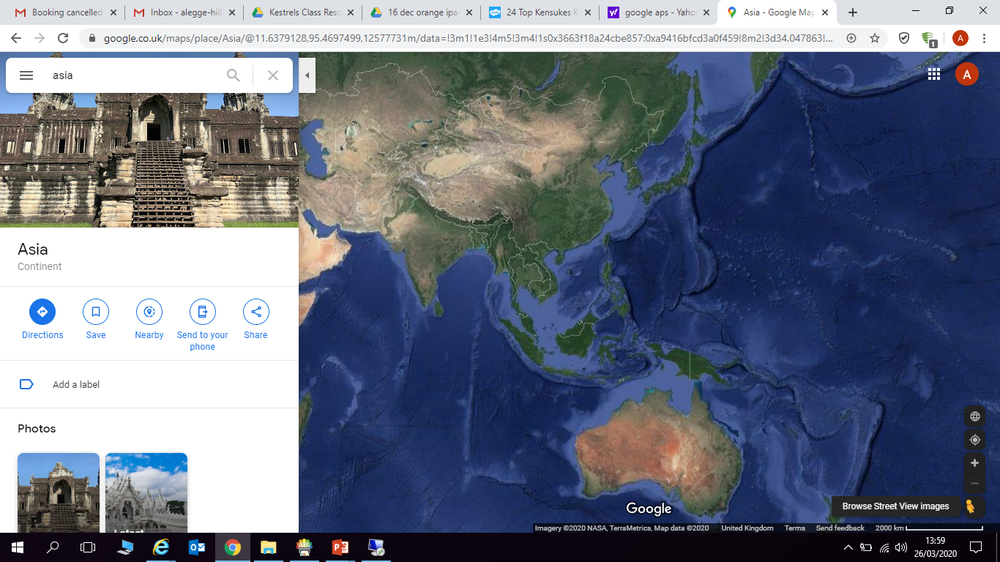 Booking cancelled
Inbox - alegge-hill
Kestrels Class Reso
16 dec orange ipa
24 Top Kensukes K
google aps - Yaho
Asia - Google Map
google.co.uk/maps/place/Asia/@11.6379128,95.4697499,12577731m/data=!3m1!1e3!4m5!3m4!1s0x3663f18a24cbe857:0xa9416bfcd3a0f459!8m2!3d34.047863!...
A
1
asia
A
Asia
Continent
Directions
Save
Nearby
Send to your
phone
Share
Add a label
Photos
Latest
Google
Browse Street View images
Imagery ©2020 NASA, TerraMetrics, Map data ©2020 United Kingdom Terms Send feedback 2000 km
13:59
26/03/2020